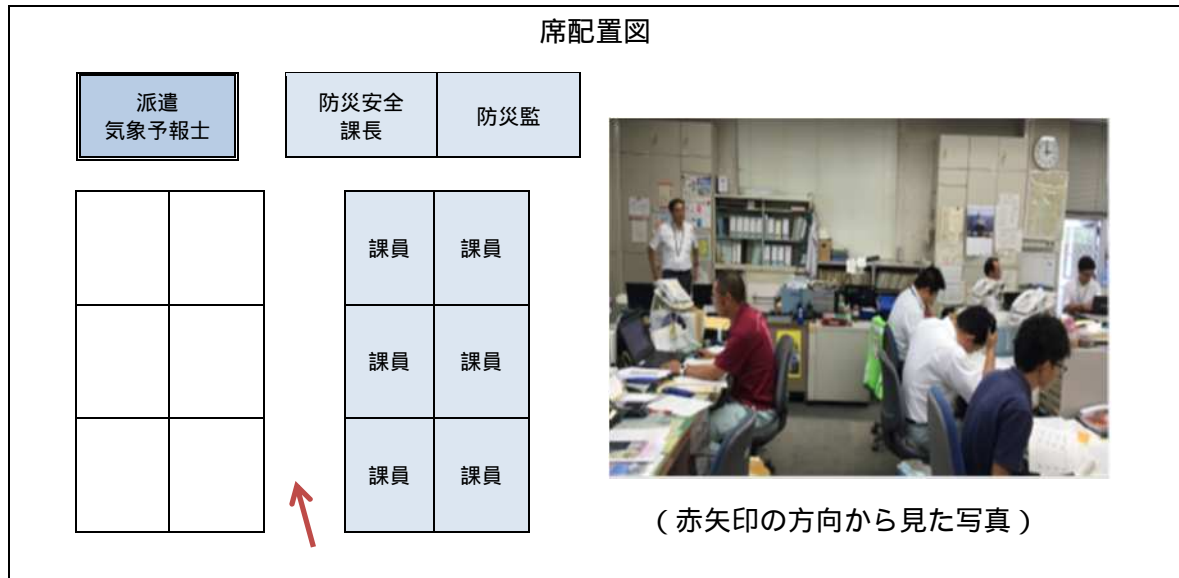 席配置図
派遣
気象予報士
防災安全
課長
防災監
課員
課員
課員
課員
課員
課員
(赤矢印の方向から見た写真)